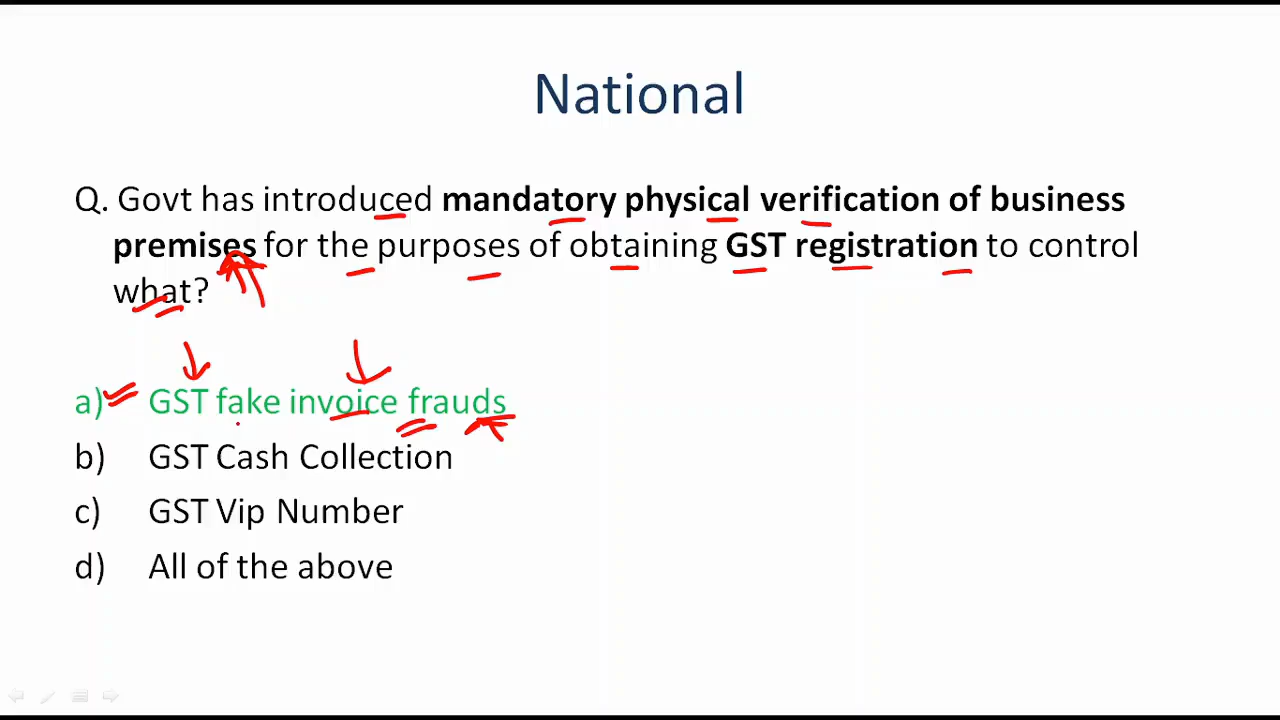 National
Q. Govt has introduced mandatory physical verification of business
premises for the purposes of obtaining GST registration to control
what?
a) GST fake invoice frauds
b) GST Cash Collection
c) GST Vip Number
d) All of the above